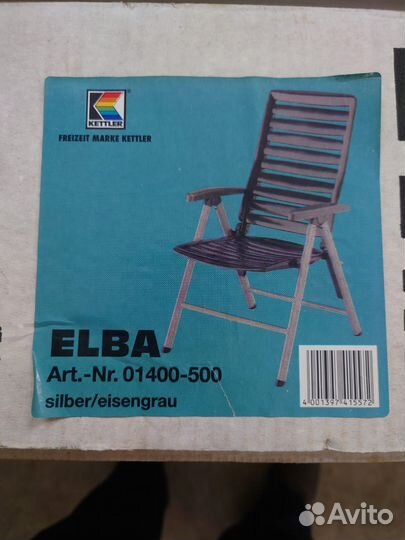 KETTLER
FREIZEIT MARKE KETTLER
ELBA
Art.-Nr. 01400-500
silber/eisengrau
4 001397 415572
Avito